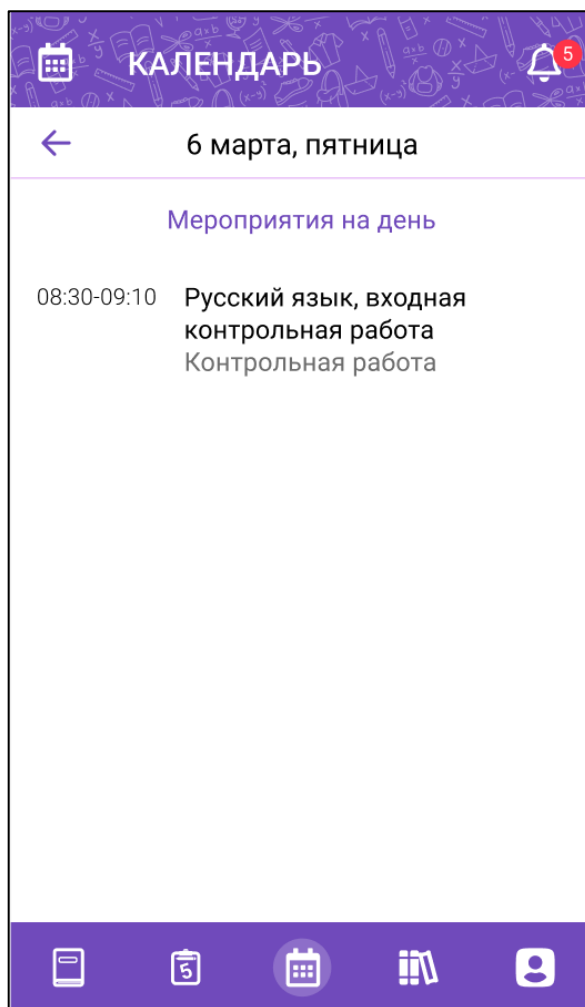 КАЛЕНДАРЬ
5
6 марта, пятница
Мероприятия на день
08:30-09:10 Русский язык, входная
контрольная работа
Контрольная работа
5